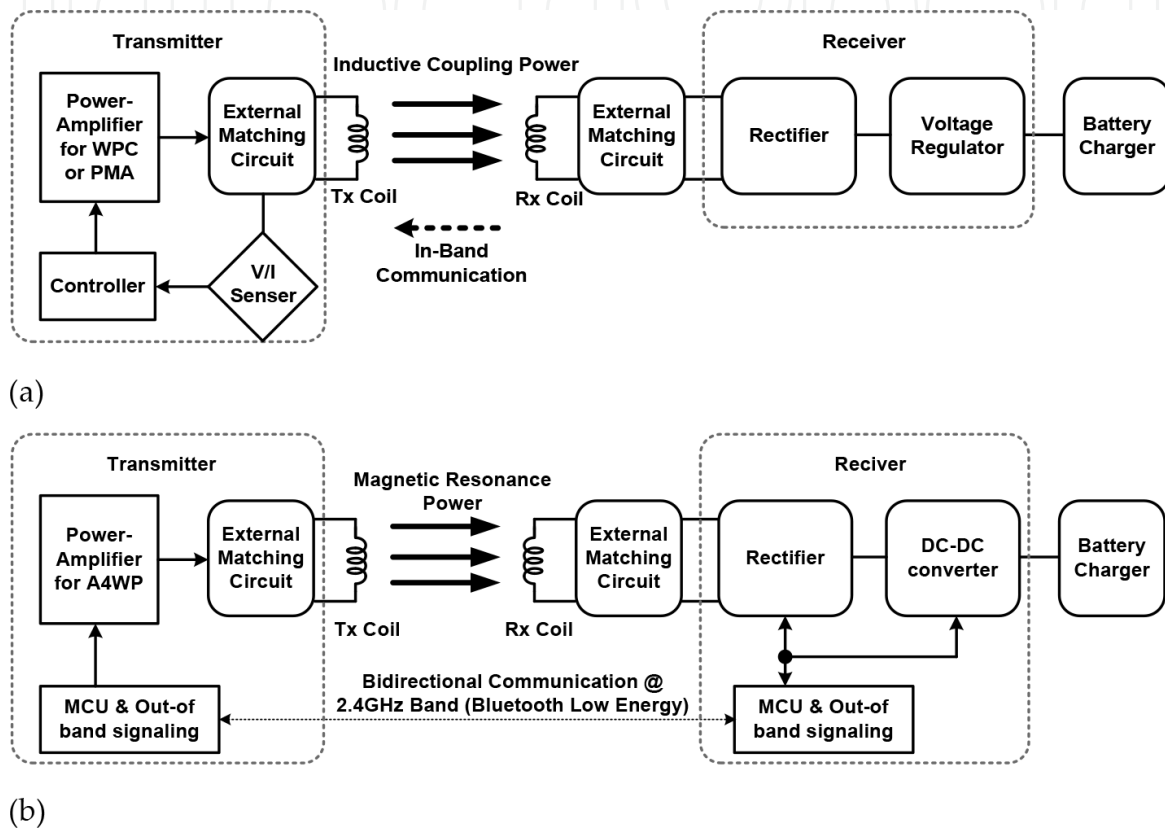 Transmitter
Receiver
Inductive Coupling Power
Power-
Amplifier
for WPC
or PMA
External
Matching
Circuit
Tx Coil
Rx Coil
External
Matching
Circuit
Rectifier
Voltage
Regulator
Battery
Charger
In-Band
Communication
Controller
V/I
Senser
(a)
Transmitter
Reciver
Magnetic Resonance
Power
Power-
Amplifier
for A4WP
External
Matching
Circuit
Tx Coil
Rx Coil
External
Matching
Circuit
Rectifier
DC-DC
converter
Battery
Charger
Bidirectional Communication @
2.4GHz Band (Bluetooth Low Energy)
MCU & Out-of
band signaling
MCU & Out-of
band signaling
(b)